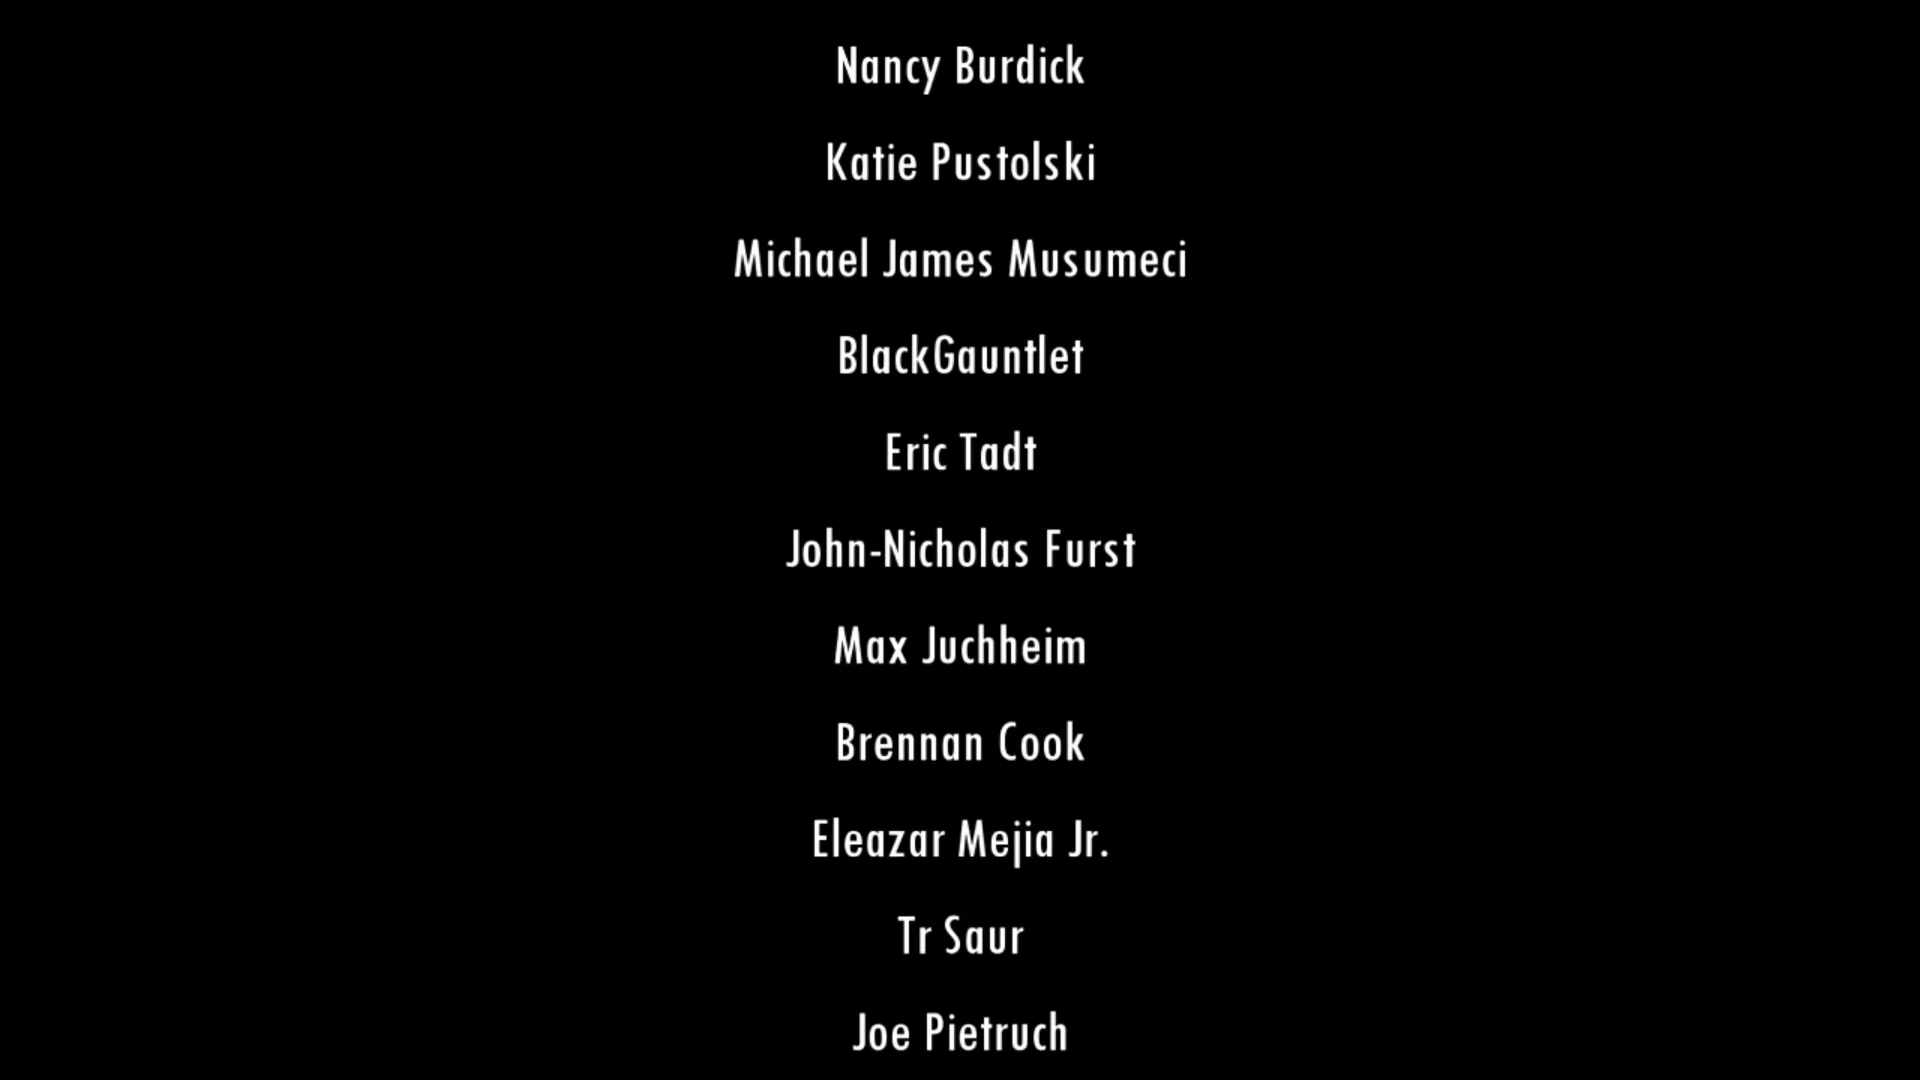 Nancy Burdick
Katie Pustolski
Michael James Musumeci
BlackGauntlet
Eric Tadt
John-Nicholas Furst
Max Juchheim
Brennan Cook
Eleazar Mejia Jr.
Tr Saur
Joe Pietruch